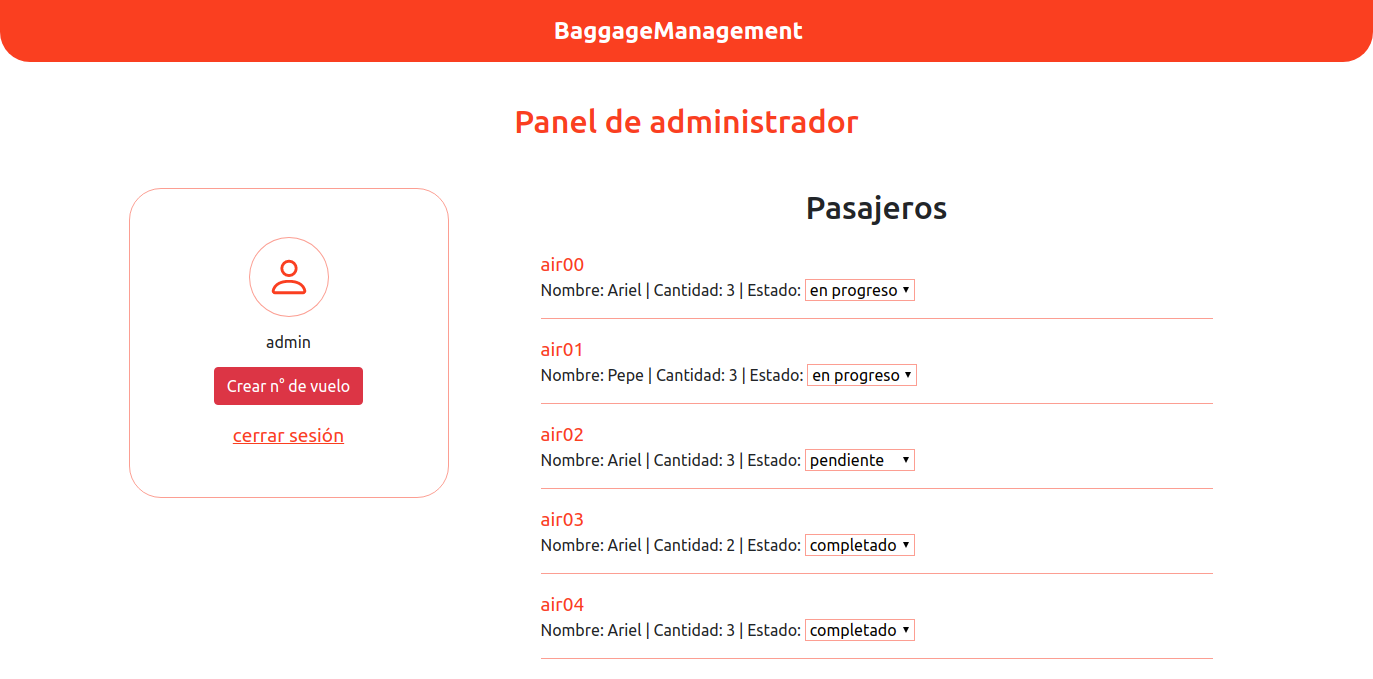 BaggageManagement
Panel de administrador
admin
Crear n° de vuelo
cerrar sesión
Pasajeros
air00
Nombre: Ariel | Cantidad: 3 | Estado: en progreso
air01
Nombre: Pepe | Cantidad: 3 | Estado: en progreso
air02
Nombre: Ariel | Cantidad: 3 | Estado: pendiente
air03
Nombre: Ariel | Cantidad: 2 | Estado: completado
air04
Nombre: Ariel | Cantidad: 3 | Estado: completado